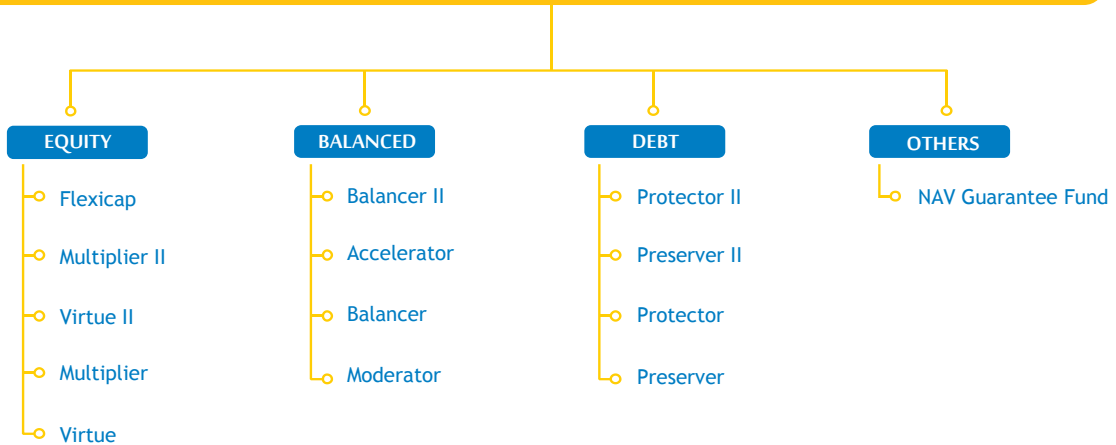 EQUITY
Flexicap
Multiplier II
Virtue II
Multiplier
Virtue
BALANCED
Balancer II
Accelerator
Balancer
Moderator
DEBT
Protector II
Preserver II
Protector
Preserver
OTHERS
NAV Guarantee Fund